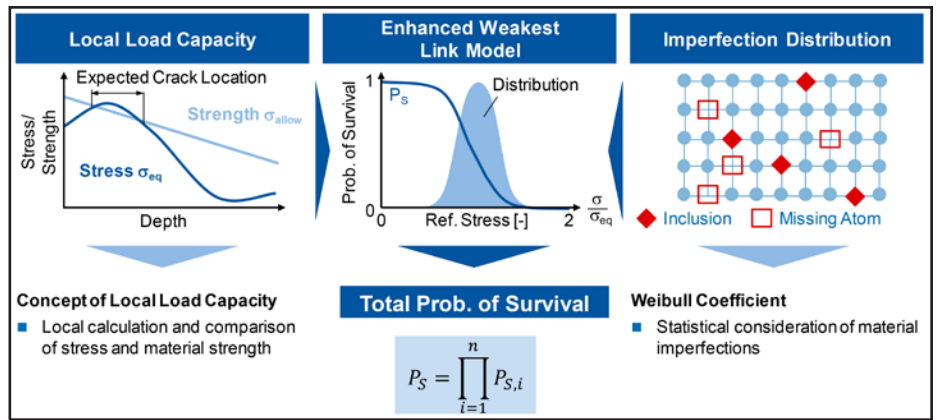 Local Load Capacity
Expected Crack Location
Strength σallow
Stress/
Strength
Stress σeq
Depth
Concept of Local Load Capacity
Local calculation and comparison
of stress and material strength
Enhanced Weakest
Link Model
1
Ps
Distribution
Prob. of Survival
0
0
Ref. Stress [-]
2
σ
σeq
Total Prob. of Survival
n
P_S = ∏ P_S,i
i=1
Imperfection Distribution
Inclusion
Missing Atom
Weibull Coefficient
Statistical consideration of material
imperfections